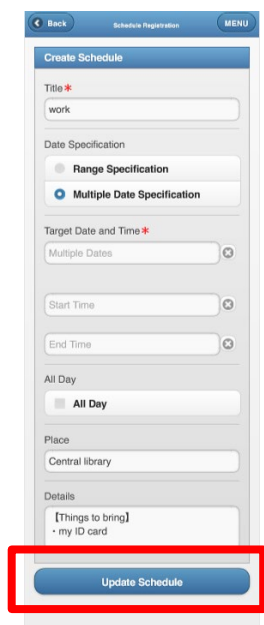 Back
Schedule Registration
MENU
Create Schedule
Title*
work
Date Specification
Range Specification
Multiple Date Specification
Target Date and Time*
Multiple Dates
Start Time
End Time
All Day
All Day
Place
Central library
Details
【Things to bring】
・my ID card
Update Schedule